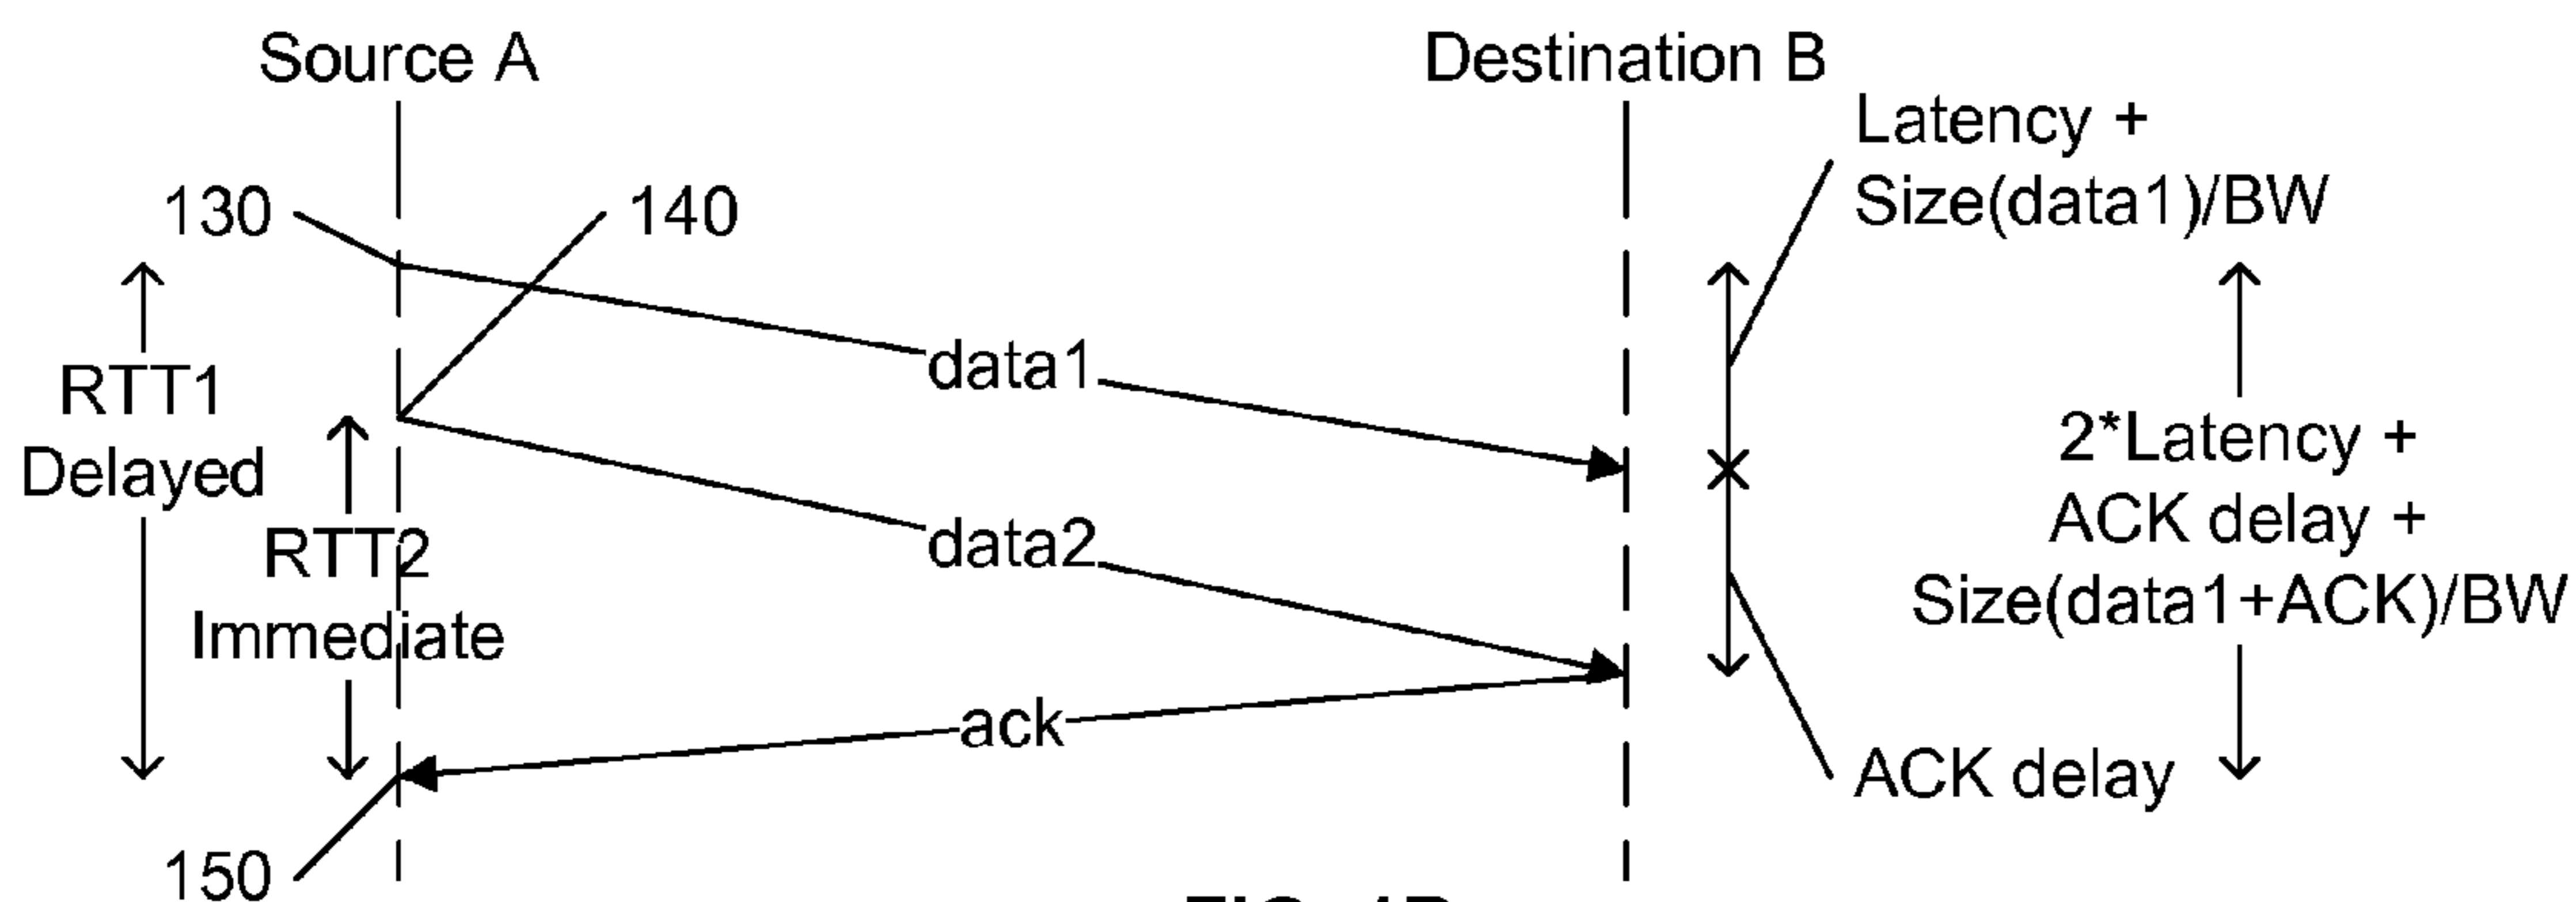 Source A
Destination B
Latency +
Size(data1)/BW
130
140
data1
RTT1
Delayed
2*Latency +
ACK delay +
Size(data1+ACK)/BW
RTT2
Immediate
data2
ack
ACK delay
150